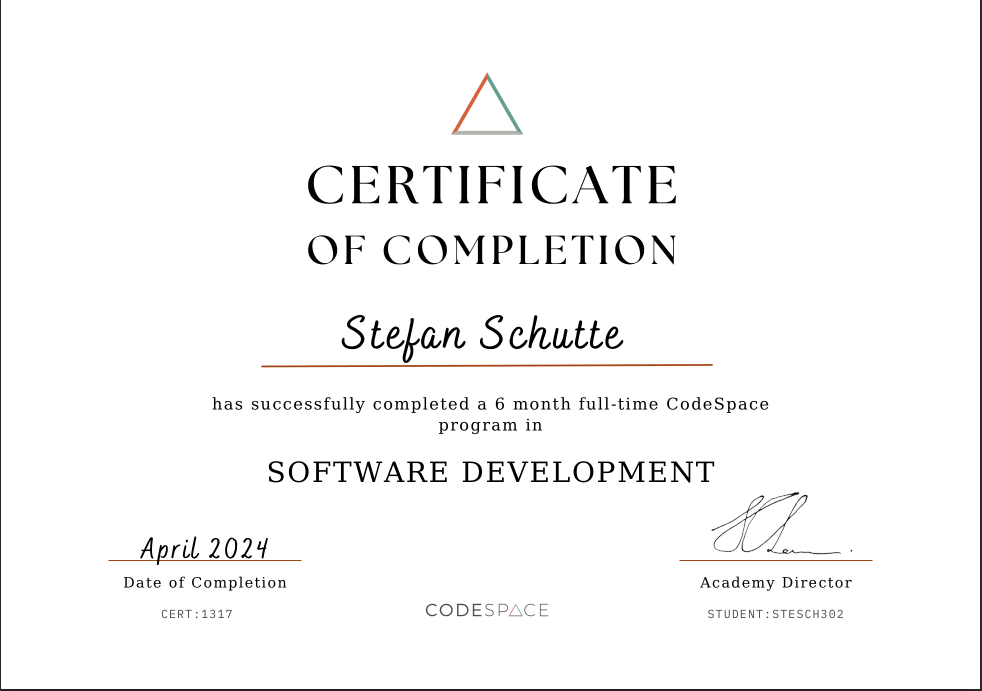 CERTIFICATE
OF COMPLETION
Stefan Schutte
has successfully completed a 6 month full-time CodeSpace
program in
SOFTWARE DEVELOPMENT
April 2024
Date of Completion
Academy Director
CERT:1317
CODESPACE
STUDENT:STESCH302